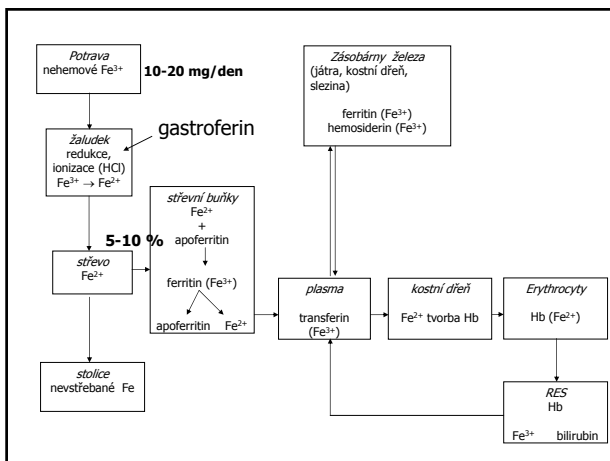 Potrava
nehemové Fe³⁺
10-20 mg/den
žaludek
redukce,
ionizace (HCl)
Fe³⁺ → Fe²⁺
gastroferin
střevo
Fe²⁺
5-10 %
stolice
nevstřebané Fe
střevní buňky
Fe²⁺
+
apoferritin
ferritin (Fe³⁺)
apoferritin Fe²⁺
Zásobárny železa
(játra, kostní dřeň,
slezina)
ferritin (Fe³⁺)
hemosiderin (Fe³⁺)
plasma
transferin
(Fe³⁺)
kostní dřeň
Fe²⁺ tvorba Hb
Erythrocyty
Hb (Fe²⁺)
RES
Hb
Fe³⁺ bilirubin